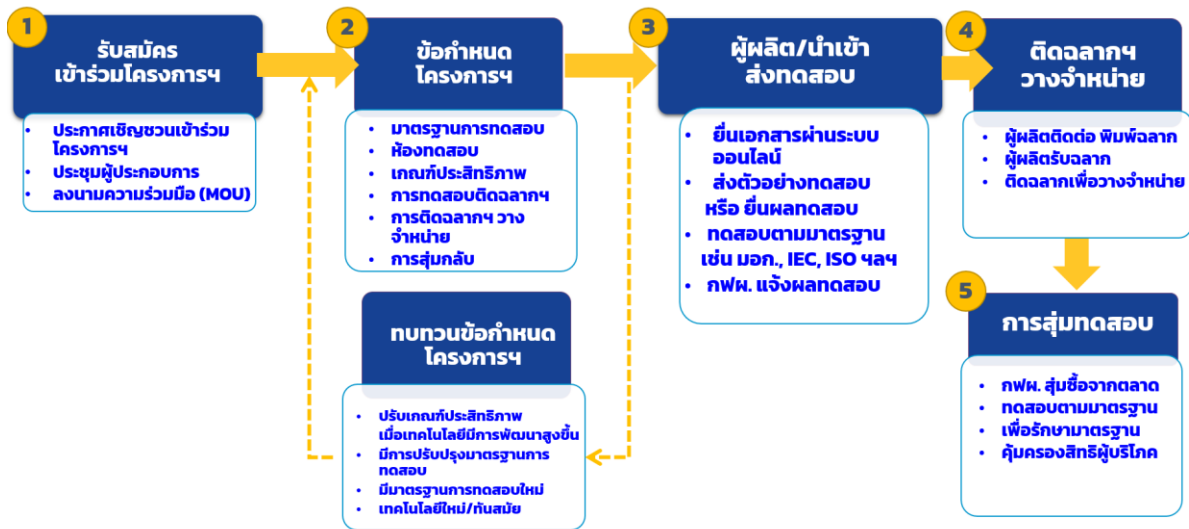 1
รับสมัคร
เข้าร่วมโครงการฯ
• ประกาศเชิญชวนเข้าร่วม
โครงการฯ
• ประชุมผู้ประกอบการ
• ลงนามความร่วมมือ (MOU)
2
ข้อกำหนด
โครงการฯ
• มาตรฐานการทดสอบ
• ห้องทดสอบ
• เกณฑ์ประสิทธิภาพ
• การทดสอบติดฉลากฯ
• การติดฉลากฯ วาง
จำหน่าย
• การสุ่มกลับ
ทบทวนข้อกำหนด
โครงการฯ
• ปรับเกณฑ์ประสิทธิภาพ
เมื่อเทคโนโลยีมีการพัฒนาสูงขึ้น
• มีการปรับปรุงมาตรฐานการ
ทดสอบ
• มีมาตรฐานการทดสอบใหม่
• เทคโนโลยีใหม่/ทันสมัย
3
ผู้ผลิต/นำเข้า
ส่งทดสอบ
• ยื่นเอกสารผ่านระบบ
ออนไลน์
• ส่งตัวอย่างทดสอบ
หรือ ยื่นผลทดสอบ
• ทดสอบตามมาตรฐาน
เช่น มอก., IEC, ISO ฯลฯ
• กฟผ. แจ้งผลทดสอบ
4
ติดฉลากฯ
วางจำหน่าย
• ผู้ผลิตติดต่อ พิมพ์ฉลาก
• ผู้ผลิตรับฉลาก
• ติดฉลากเพื่อวางจำหน่าย
5
การสุ่มทดสอบ
• กฟผ. สุ่มซื้อจากตลาด
• ทดสอบตามมาตรฐาน
• เพื่อรักษามาตรฐาน
• คุ้มครองสิทธิผู้บริโภค